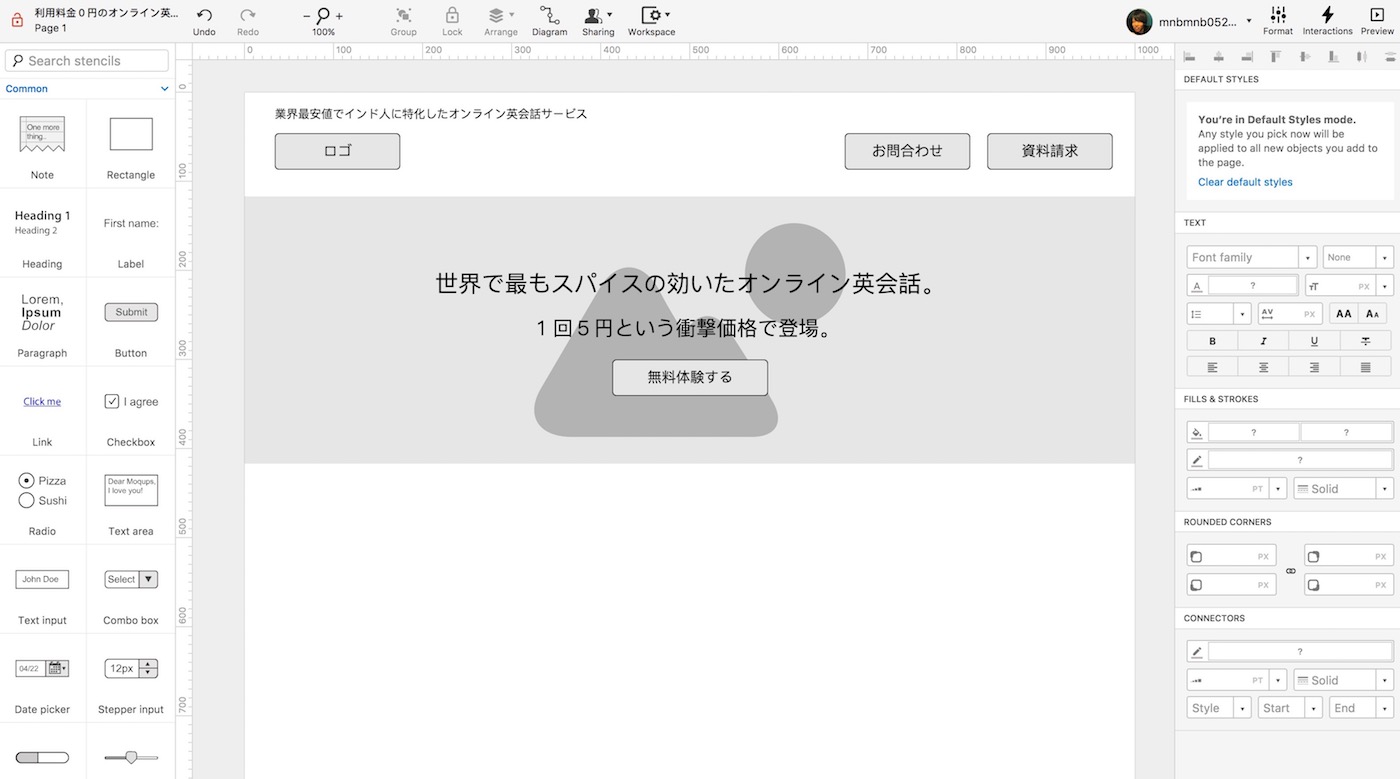 利用料金０円のオンライン英...
Page 1
Undo
Redo
100%
Group
Lock
Arrange
Diagram
Sharing
Workspace
mnbmnb052...
Format
Interactions
Preview
Search stencils
Common
One more
thing..
Note
Rectangle
Heading 1
Heading 2
Heading
First name:
Label
Lorem,
Ipsum
Dolor
Paragraph
Submit
Button
Click me
Link
I agree
Checkbox
Pizza
Sushi
Radio
Dear Moqups,
I love you!
Text area
John Doe
Text input
Select
Combo box
04/22
Date picker
12px
Stepper input
0 100 200 300 400 500 600 700 800 900 1000
0
100
200
300
400
500
600
700
業界最安値でインド人に特化したオンライン英会話サービス
ロゴ
お問合わせ
資料請求
世界で最もスパイスの効いたオンライン英会話。
１回５円という衝撃価格で登場。
無料体験する
DEFAULT STYLES
You're in Default Styles mode.
Any style you pick now will be
applied to all new objects you add to
the page.
Clear default styles
TEXT
Font family
None
A ? TT PX
AV PX AA AA
B I U T
FILLS & STROKES
? ?
?
PT Solid
ROUNDED CORNERS
PX PX
PX PX
CONNECTORS
?
PT Solid
Style Start End